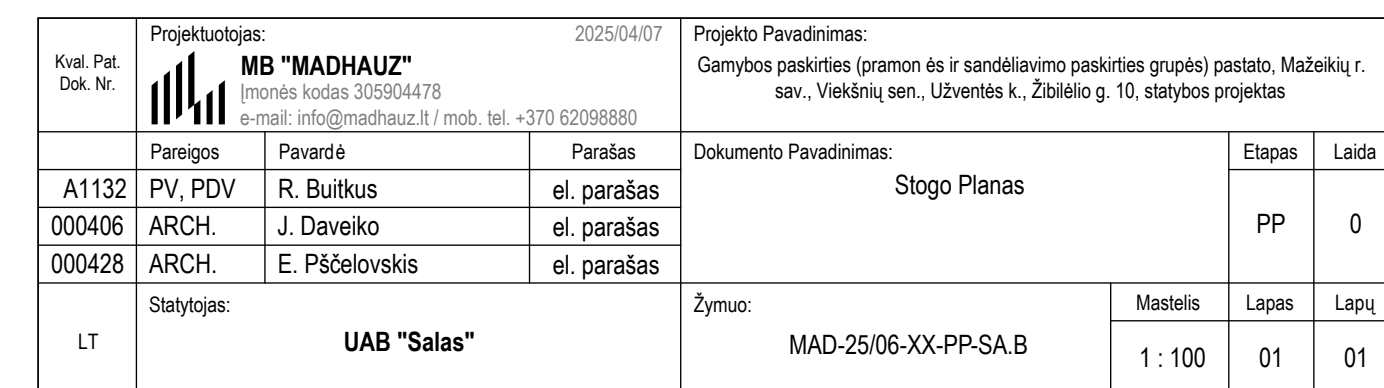 Kval. Pat.
Dok. Nr.
Projektuotojas:
2025/04/07
MB "MADHAUZ"
Įmonės kodas 305904478
e-mail: info@madhauz.lt / mob. tel. +370 62098880
Projekto Pavadinimas:
Gamybos paskirties (pramon ės ir sandėliavimo paskirties grupės) pastato, Mažeikių r.
sav., Viekšnių sen., Užventės k., Žibilėlio g. 10, statybos projektas
Pareigos
Pavardė
Parašas
Dokumento Pavadinimas:
Stogo Planas
Etapas
Laida
PP
0
A1132
PV, PDV
R. Buitkus
el. parašas
000406
ARCH.
J. Daveiko
el. parašas
000428
ARCH.
E. Pščelovskis
el. parašas
LT
Statytojas:
UAB "Salas"
Žymuo:
MAD-25/06-XX-PP-SA.B
Mastelis
Lapas
Lapų
1 : 100
01
01